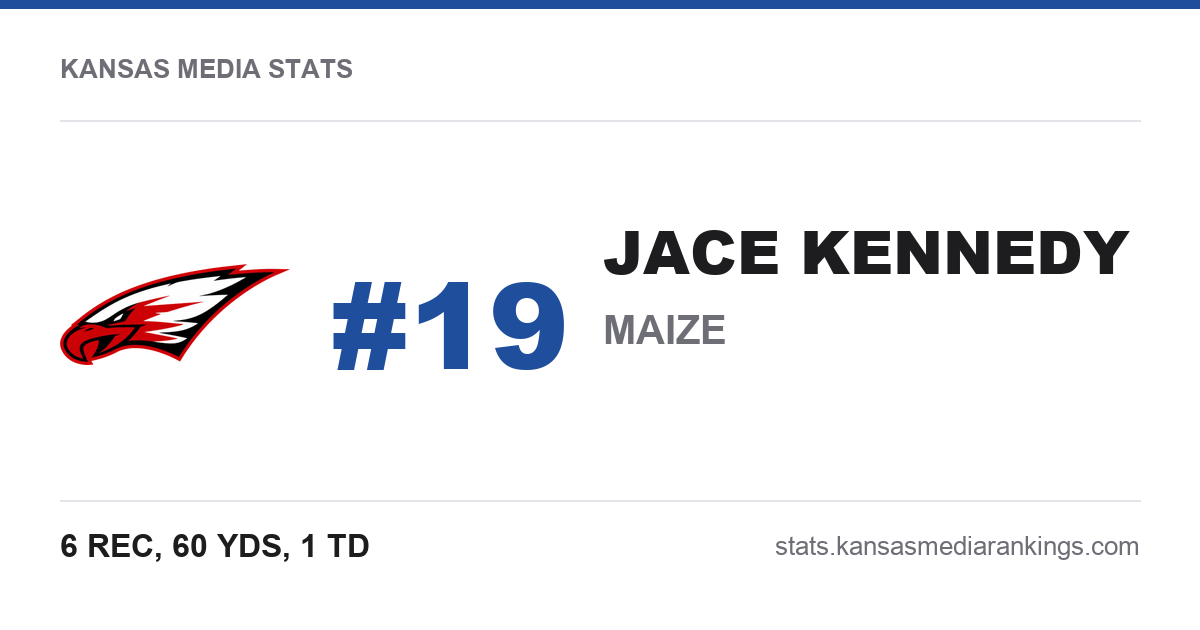 KANSAS MEDIA STATS
#19
JACE KENNEDY
MAIZE
6 REC, 60 YDS, 1 TD
stats.kansasmediarankings.com